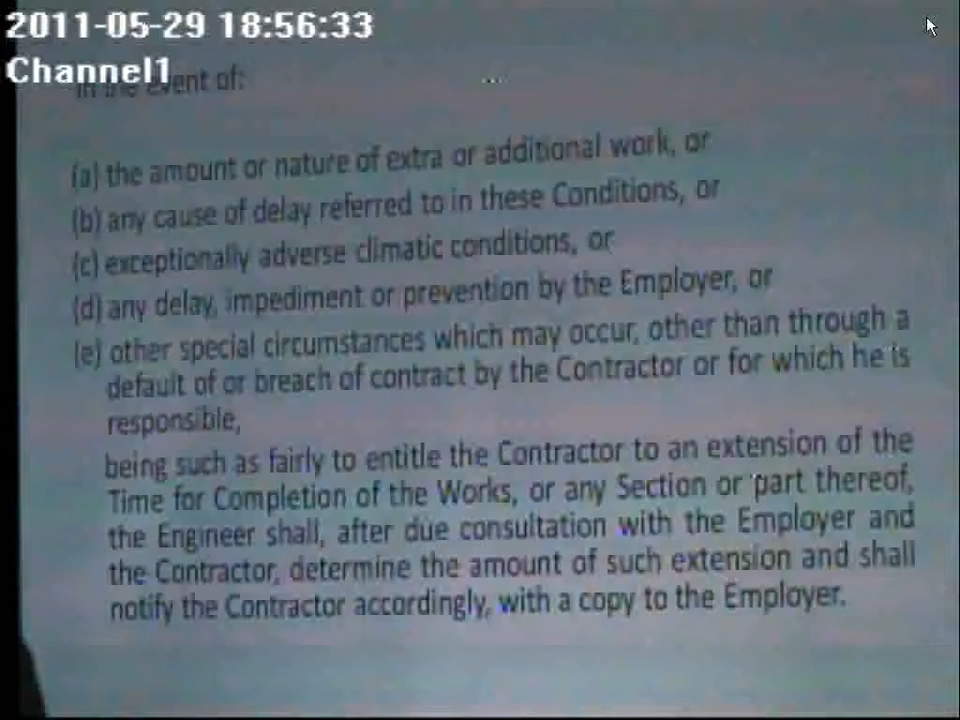 2011-05-29 18:56:33
Channel1
In the event of:
(a) the amount or nature of extra or additional work, or
(b) any cause of delay referred to in these Conditions, or
(c) exceptionally adverse climatic conditions, or
(d) any delay, impediment or prevention by the Employer, or
(e) other special circumstances which may occur, other than through a
default of or breach of contract by the Contractor or for which he is
responsible,
being such as fairly to entitle the Contractor to an extension of the
Time for Completion of the Works, or any Section or part thereof,
the Engineer shall, after due consultation with the Employer and
the Contractor, determine the amount of such extension and shall
notify the Contractor accordingly, with a copy to the Employer.